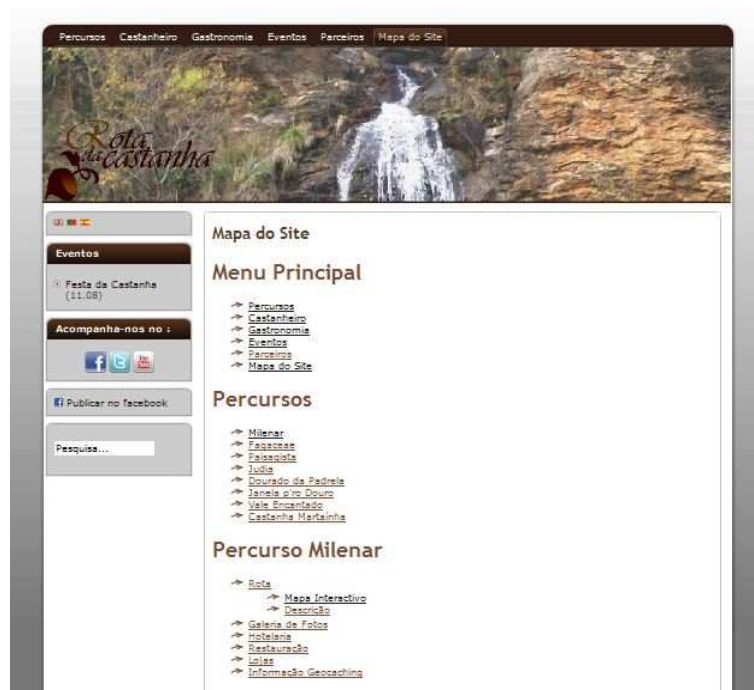 Percursos Castanheiro Gastronomia Eventos Parceiros Mapa do Site
Rota
da castanha
Eventos
Festa da Castanha
(11.08)
Acompanha-nos no :
Publicar no facebook
Pesquisa...
Mapa do Site
Menu Principal
Percursos
Castanheiro
Gastronomia
Eventos
Parceiros
Mapa do Site
Percursos
Milenar
Fagaceae
Paisagista
Judia
Dourado da Padrela
Janela p'ro Douro
Vale Encantado
Castanha Martaínha
Percurso Milenar
Rota
Mapa Interactivo
Descrição
Galeria de Fotos
Hotelaria
Restauração
Lojas
Informação Geocaching